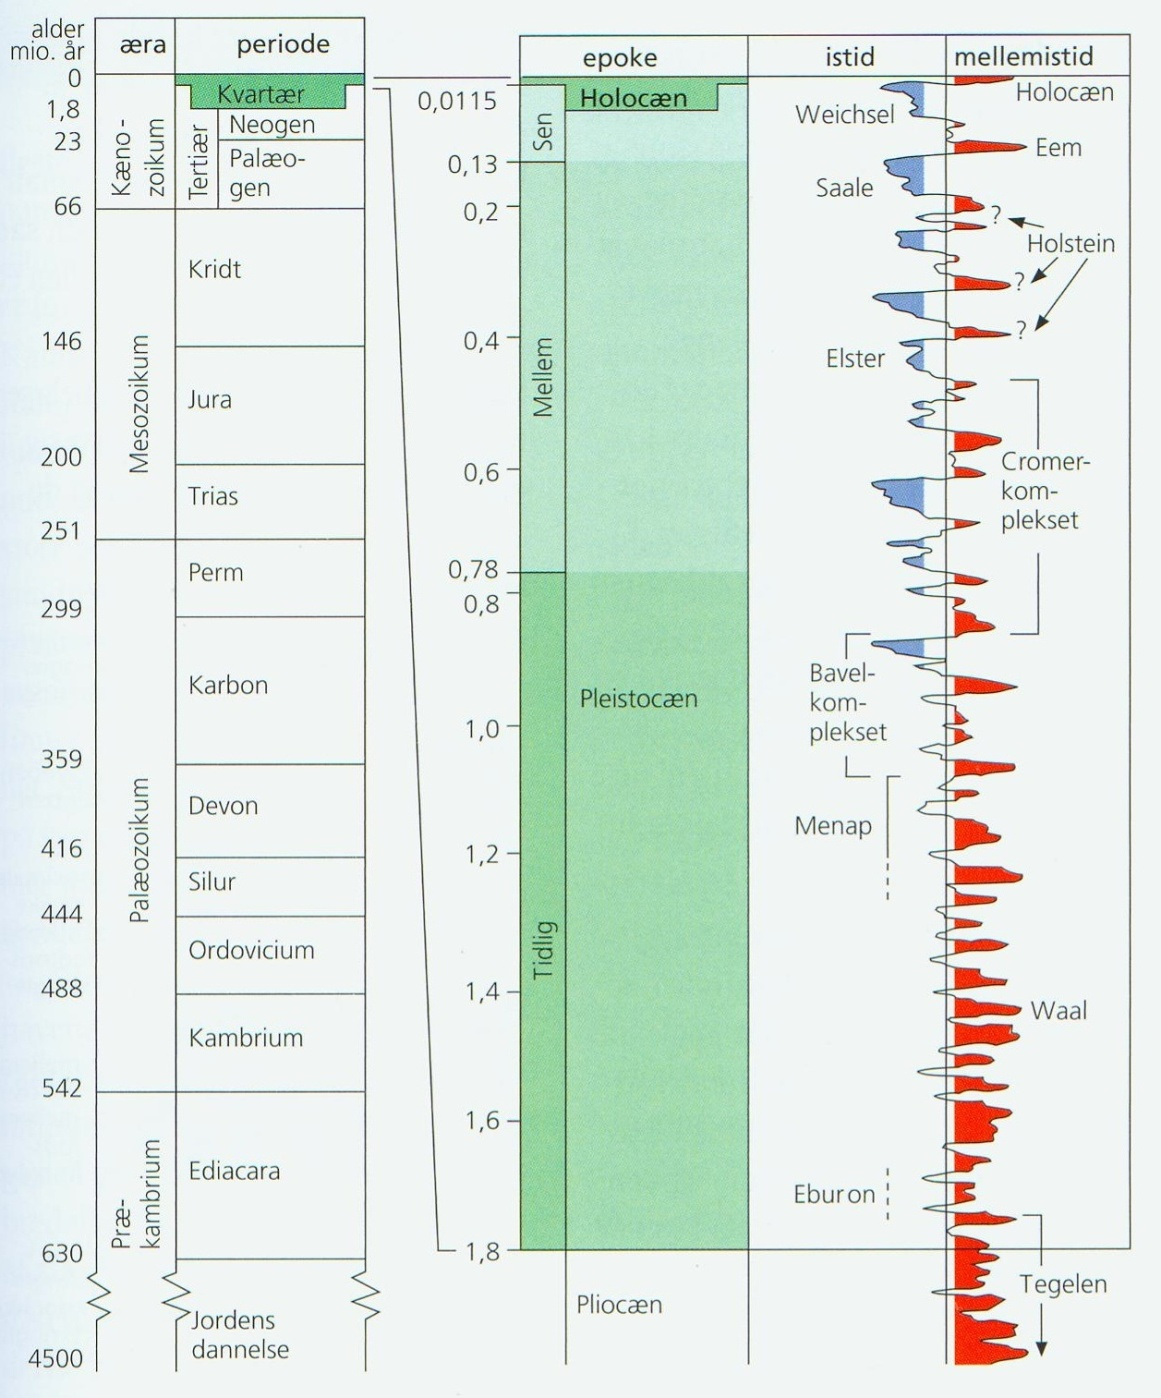 alder
mio. år
æra
periode
0
1,8
23
66
146
200
251
299
359
416
444
488
542
630
4500
Kæno-
zoikum
Mesozoikum
Palæozoikum
Præ-
kambrium
Kvartær
Tertiær
Neogen
Palæo-
gen
Kridt
Jura
Trias
Perm
Karbon
Devon
Silur
Ordovicium
Kambrium
Ediacara
Jordens
dannelse
epoke
istid
mellemistid
0,0115
0,13
0,2
0,4
0,6
0,78
0,8
1,0
1,2
1,4
1,6
1,8
Sen
Mellem
Tidlig
Holocæn
Pleistocæn
Pliocæn
Weichsel
Saale
Elster
Bavel-
kom-
plekset
Menap
Eburon
Holocæn
Eem
?
Holstein
?
?
Cromer-
kom-
plekset
Waal
Tegelen